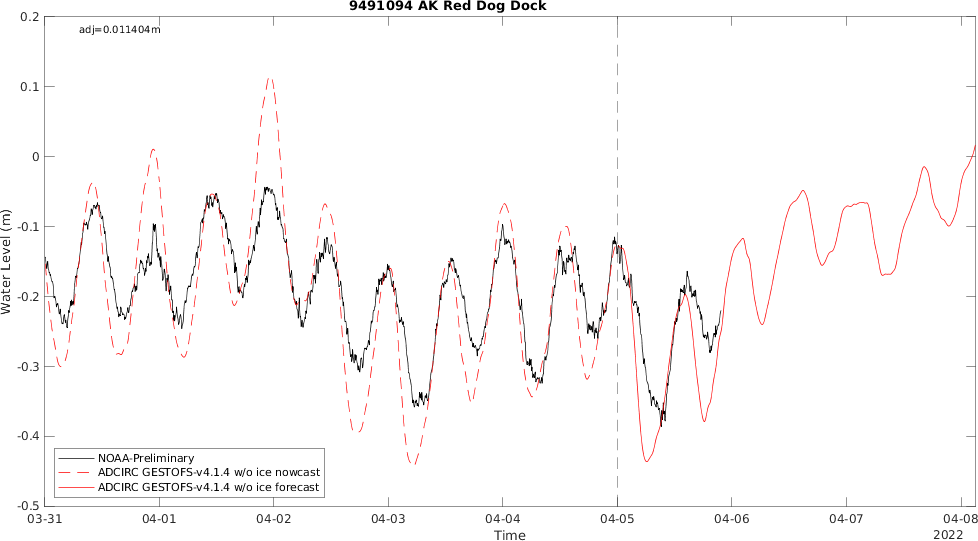 9491094 AK Red Dog Dock
adj=0.011404m
0.2
0.1
0
-0.1
-0.2
-0.3
-0.4
-0.5
Water Level (m)
NOAA-Preliminary
ADCIRC GESTOFS-v4.1.4 w/o ice nowcast
ADCIRC GESTOFS-v4.1.4 w/o ice forecast
03-31 04-01 04-02 04-03 04-04 04-05 04-06 04-07 04-08
Time
2022